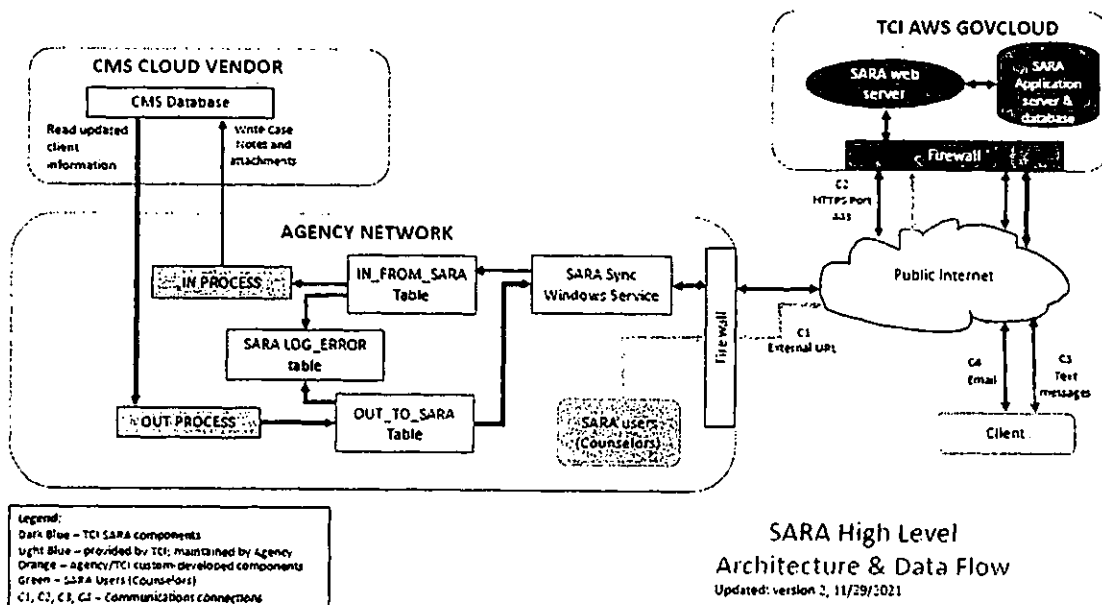 TCI AWS GOVCLOUD
SARA web
server
SARA
Application
server &
database
Firewall
CMS CLOUD VENDOR
CMS Database
Read updated
client
information
Write Case
Notes and
attachments
C2
HTTPS Port
443
AGENCY NETWORK
IN PROCESS
IN_FROM_SARA
Table
SARA Sync
Windows Service
Public Internet
SARA LOG_ERROR
table
Firewall
C1
External URL
OUT PROCESS
OUT_TO_SARA
Table
SARA users
(Counselors)
C4
Email
C3
Text
messages
Client
Legend:
Dark Blue – TCI SARA components
Light Blue – provided by TCI; maintained by Agency
Orange – Agency/TCI custom-developed components
Green – SARA Users (Counselors)
C1, C2, C3, C4 – Communications connections
SARA High Level
Architecture & Data Flow
Updated: version 2, 11/29/2021